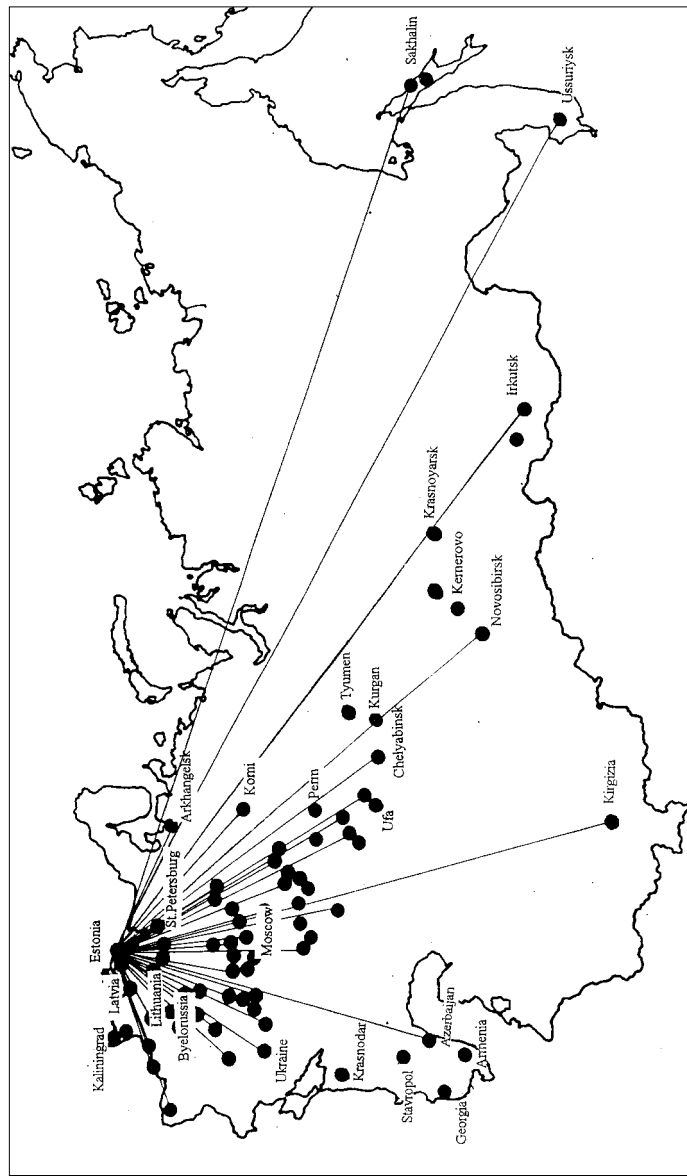 Sakhalin
Ussuriysk
Irkutsk
Krasnoyarsk
Kemerovo
Novosibirsk
Tyumen
Kurgan
Chelyabinsk
Arkhangelsk
Komi
Perm
Ufa
Kirgizia
St.Petersburg
Moscow
Estonia
Latvia
Lithuania
Byelorussia
Kaliningrad
Ukraine
Krasnodar
Stavropol
Azerbaijan
Georgia
Armenia